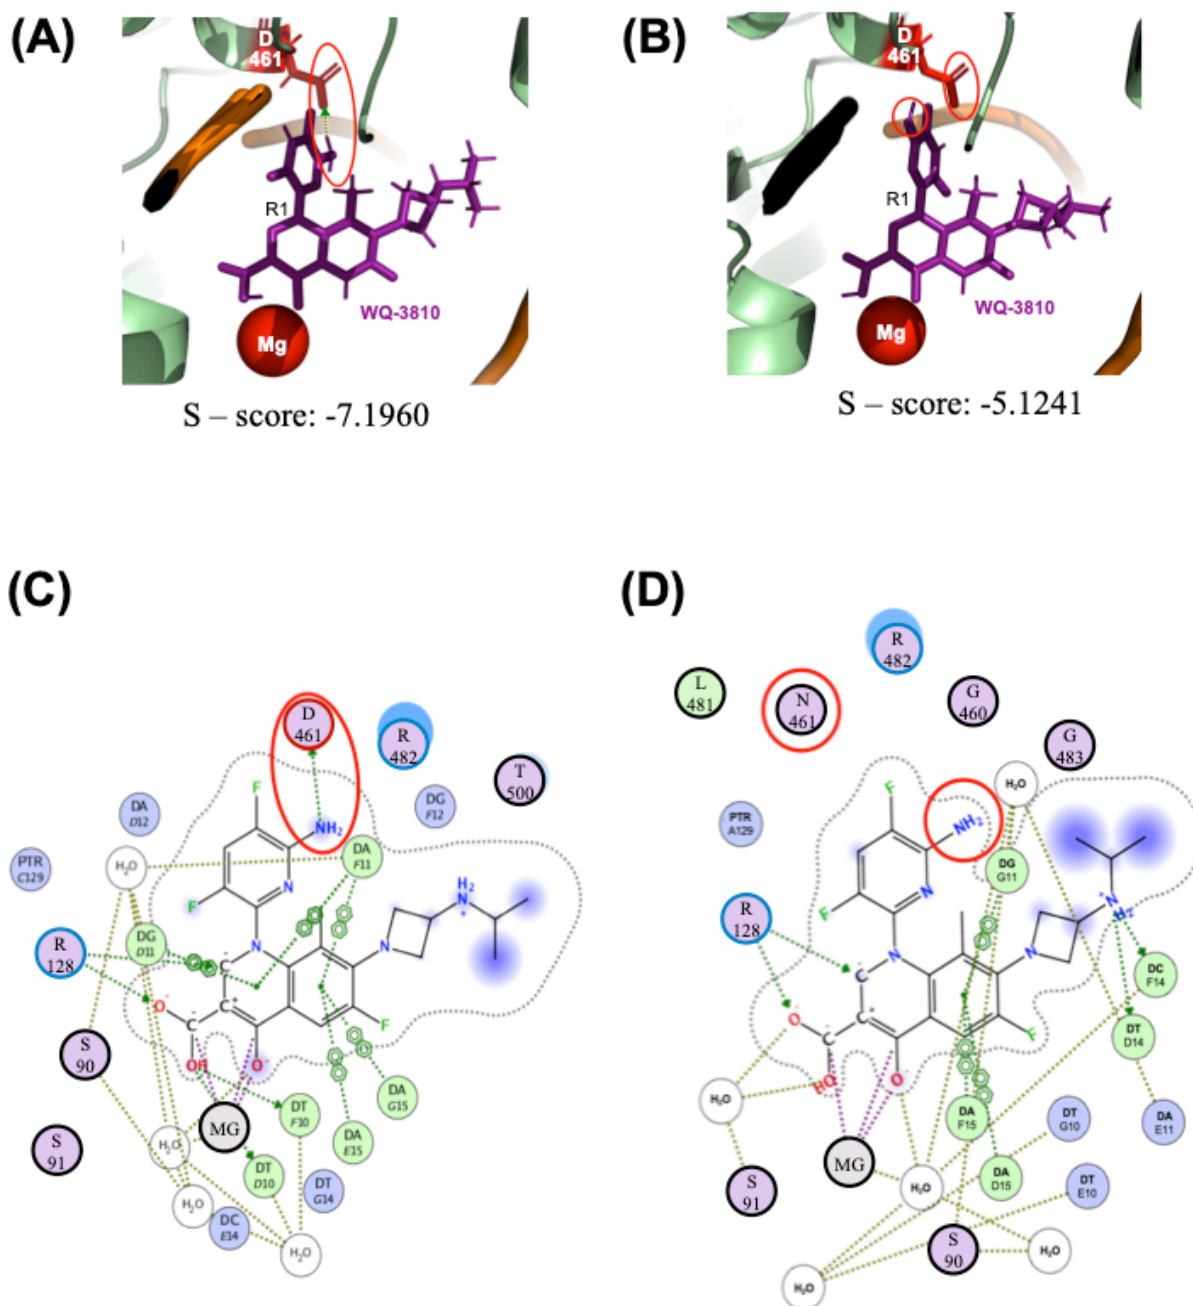 (A)
D
461
R1
WQ-3810
Mg
S – score: -7.1960
(B)
D
461
R1
WQ-3810
Mg
S – score: -5.1241
(C)
D
461
R
482
T
500
DA
D12
DG
F12
F
NH₂
PTR
C129
H₂O
DA
F11
N
F
H₂
N
+
R
128
DG
D11
N
N
C
-
O
-
C
-
C
+
F
OH
O
S
90
MG
DT
F10
DA
G15
H₂O
DA
E15
S
91
DT
D10
DT
G14
H₂O
DC
E14
H₂O
(D)
R
482
L
481
N
461
G
460
G
483
H₂O
F
NH₂
PTR
A129
DG
G11
N
F
R
128
N
+
H₂
N
N
C
-
DC
F14
O
-
C
-
C
+
F
DT
D14
HO
O
H₂O
DA
F15
DT
G10
DA
E11
MG
S
91
H₂O
DA
D15
DT
E10
S
90
H₂O
H₂O